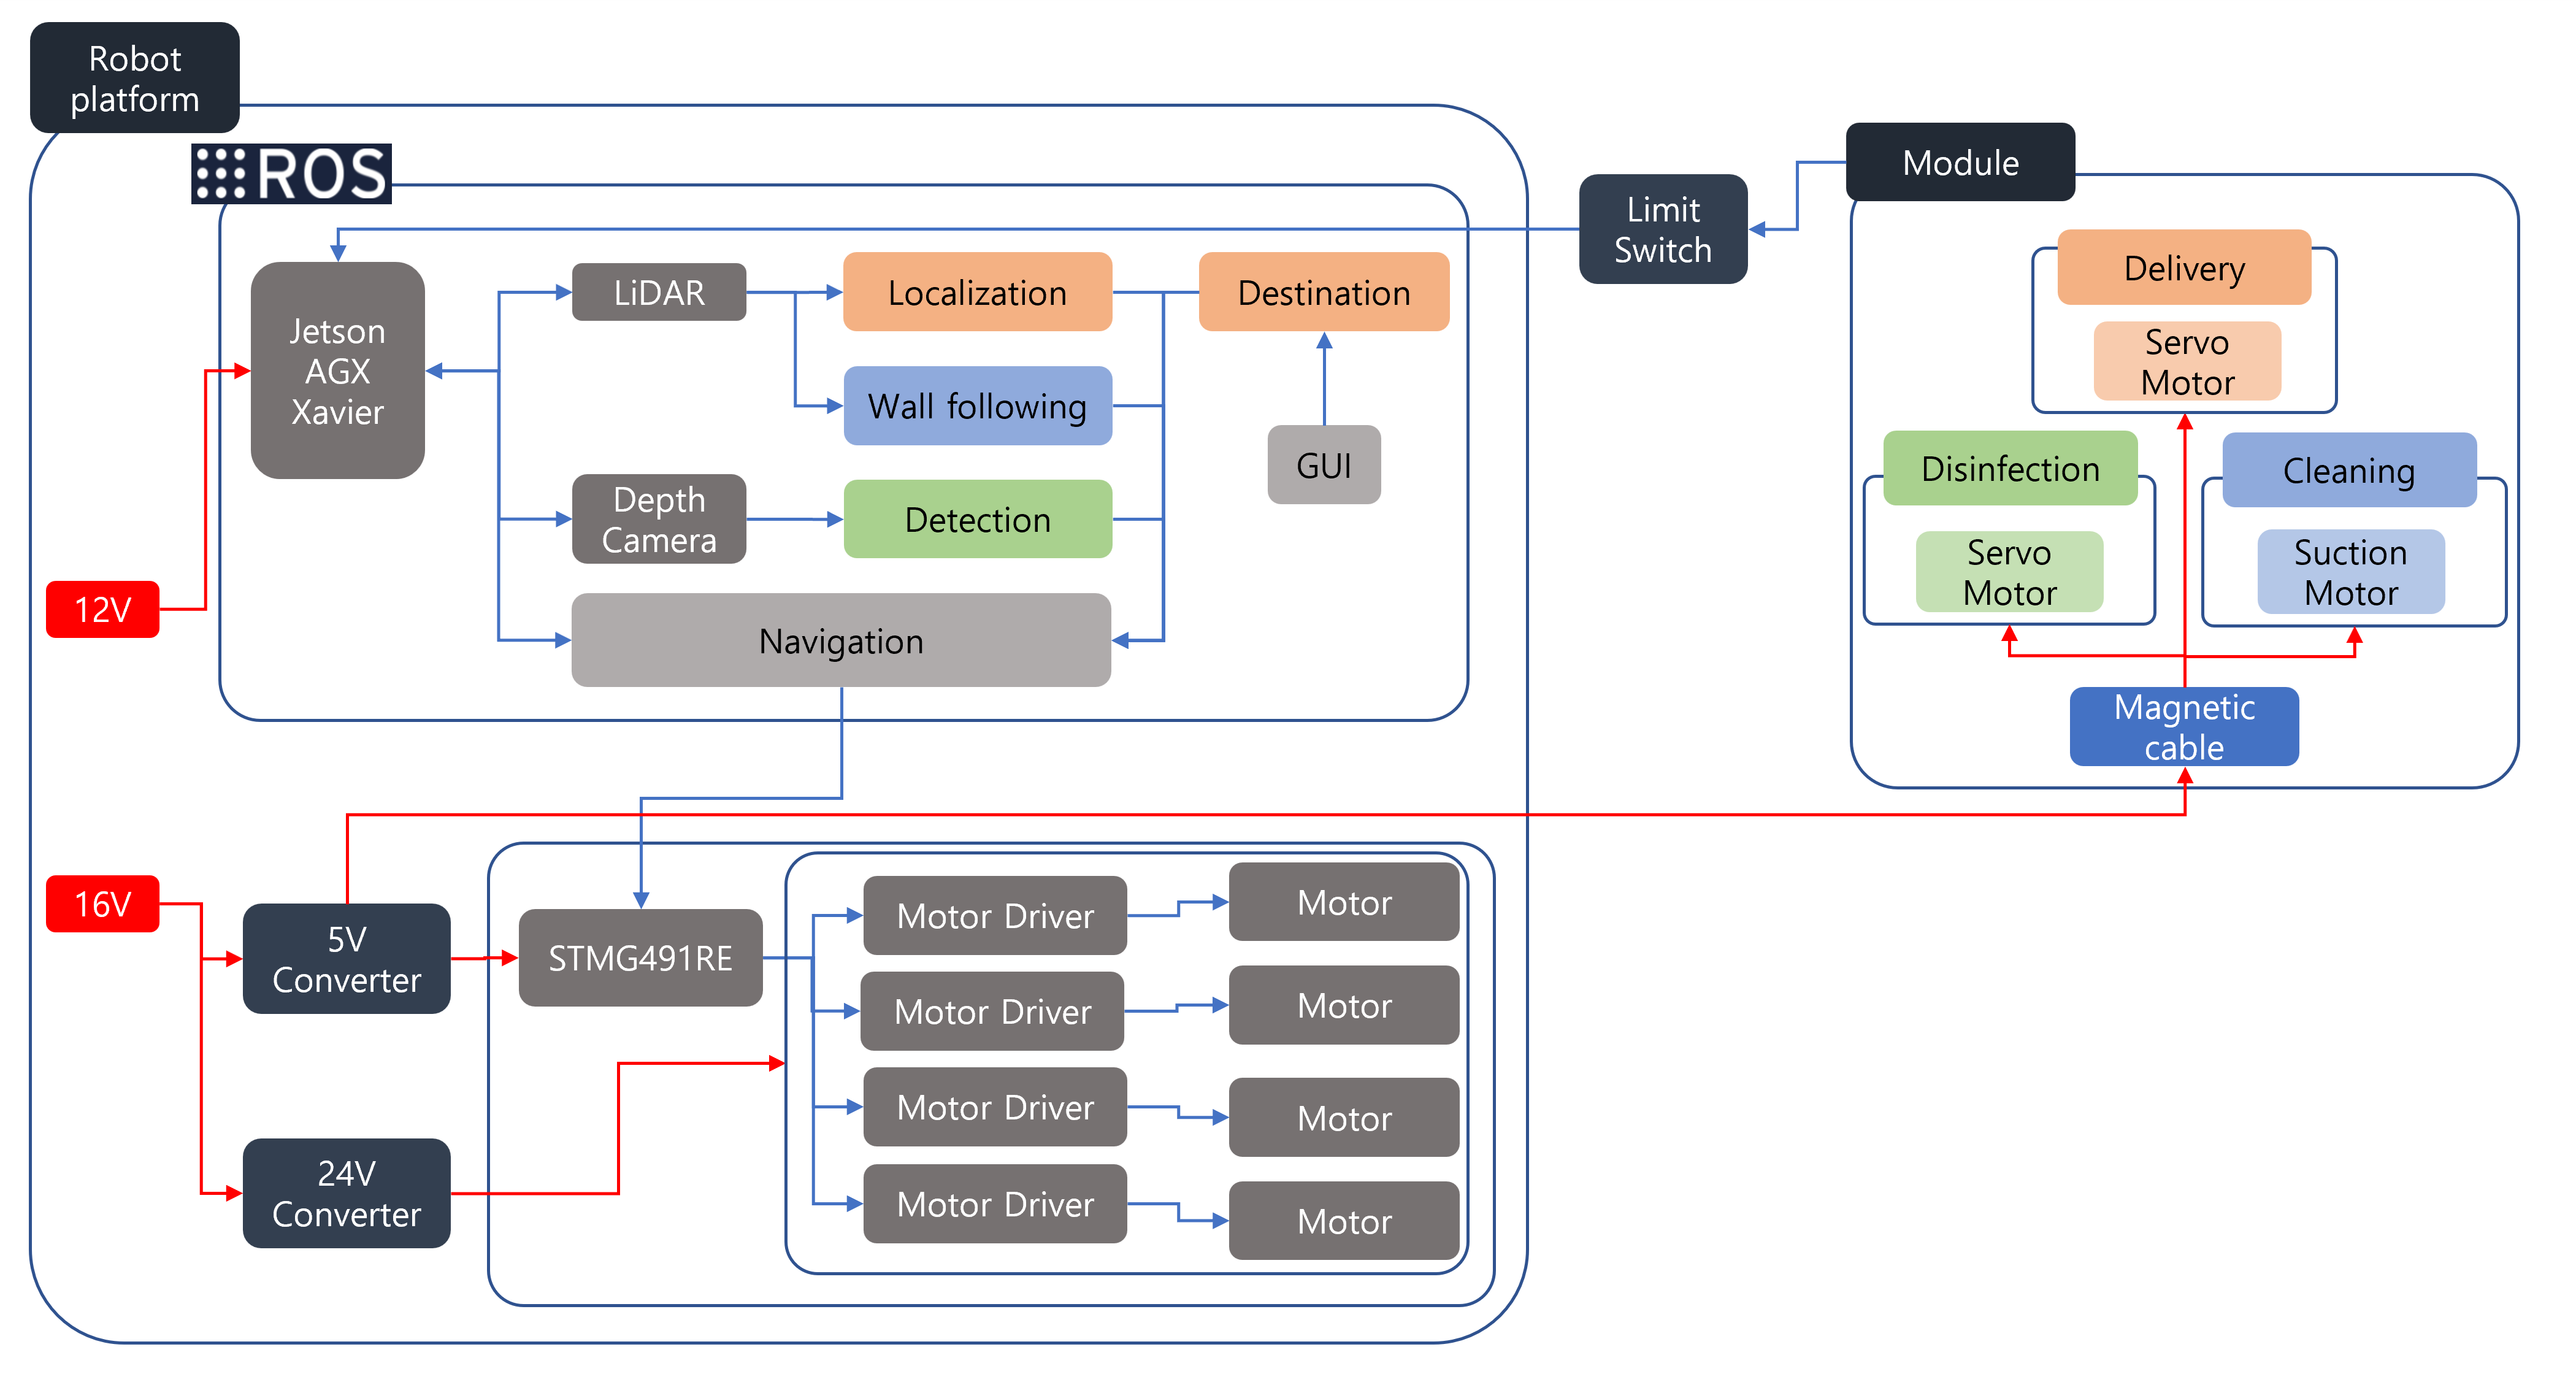 Robot
platform
ROS
Module
Limit
Switch
Jetson
AGX
Xavier
LiDAR
Localization
Destination
Wall following
Depth
Camera
Detection
GUI
Navigation
Delivery
Servo
Motor
Disinfection
Servo
Motor
Cleaning
Suction
Motor
Magnetic
cable
12V
16V
5V
Converter
24V
Converter
STMG491RE
Motor Driver
Motor
Motor Driver
Motor
Motor Driver
Motor
Motor Driver
Motor